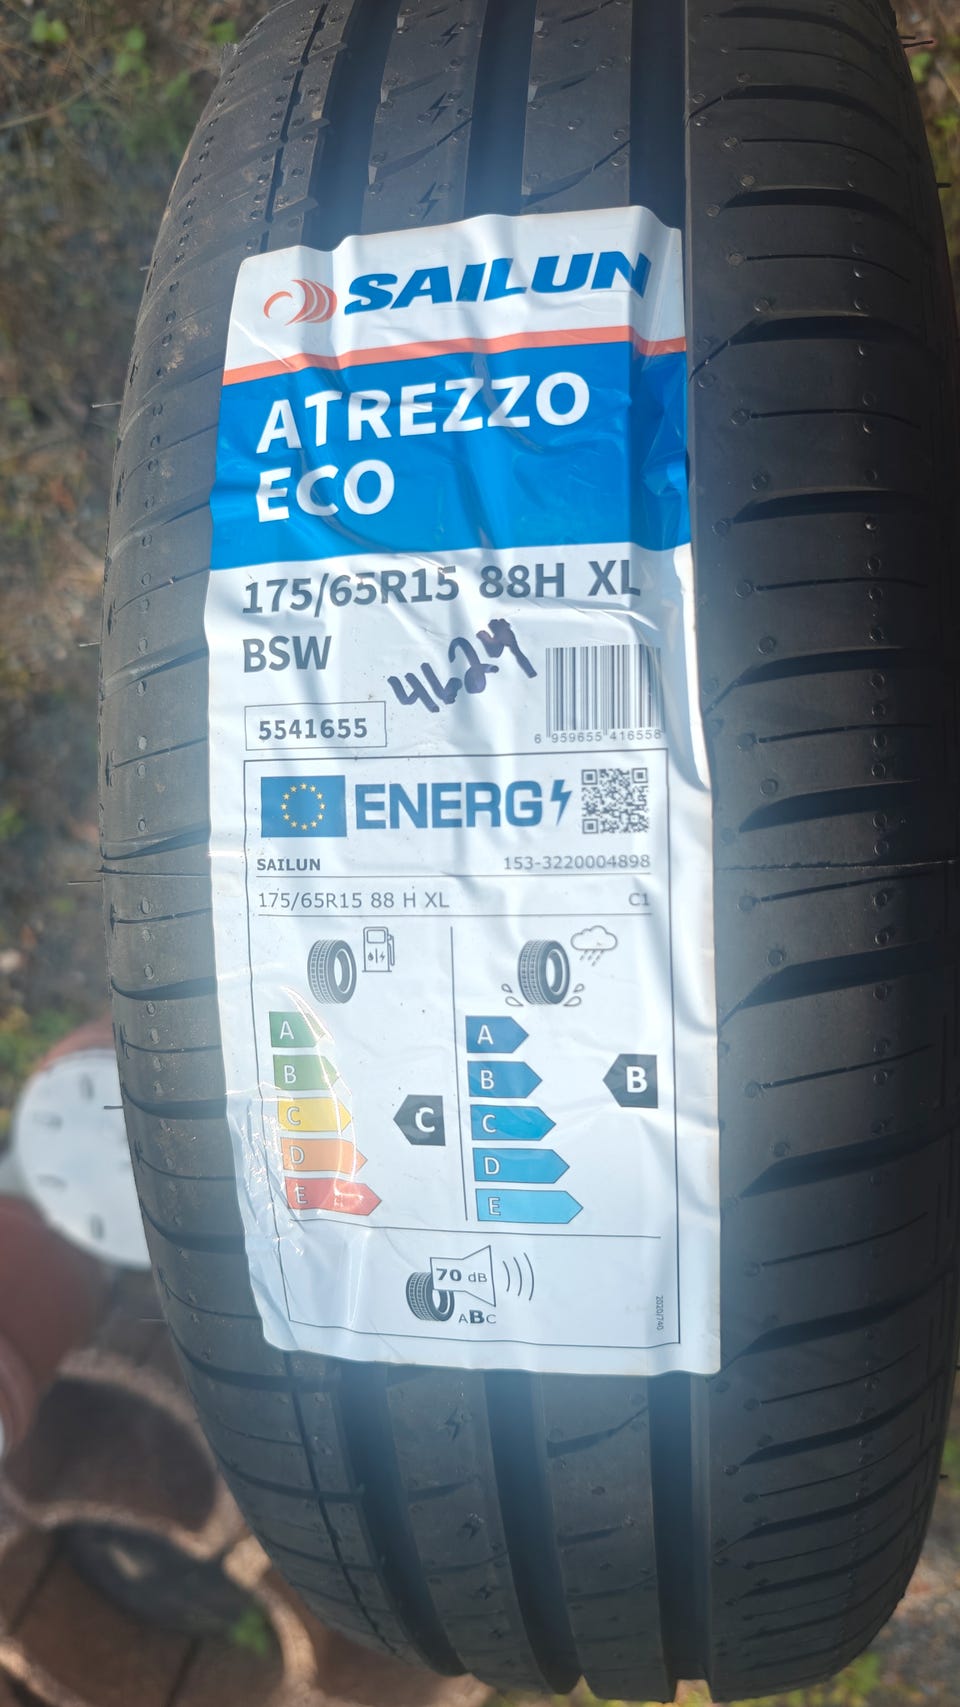 SAILUN
ATREZZO
ECO
175/65R15 88H XL
BSW
4624
5541655
6 959655 416558
ENERG
SAILUN 153-3220004898
175/65R15 88 H XL C1
A A
B B B
C C C
D D
E E
70 dB
ABC
2020/740